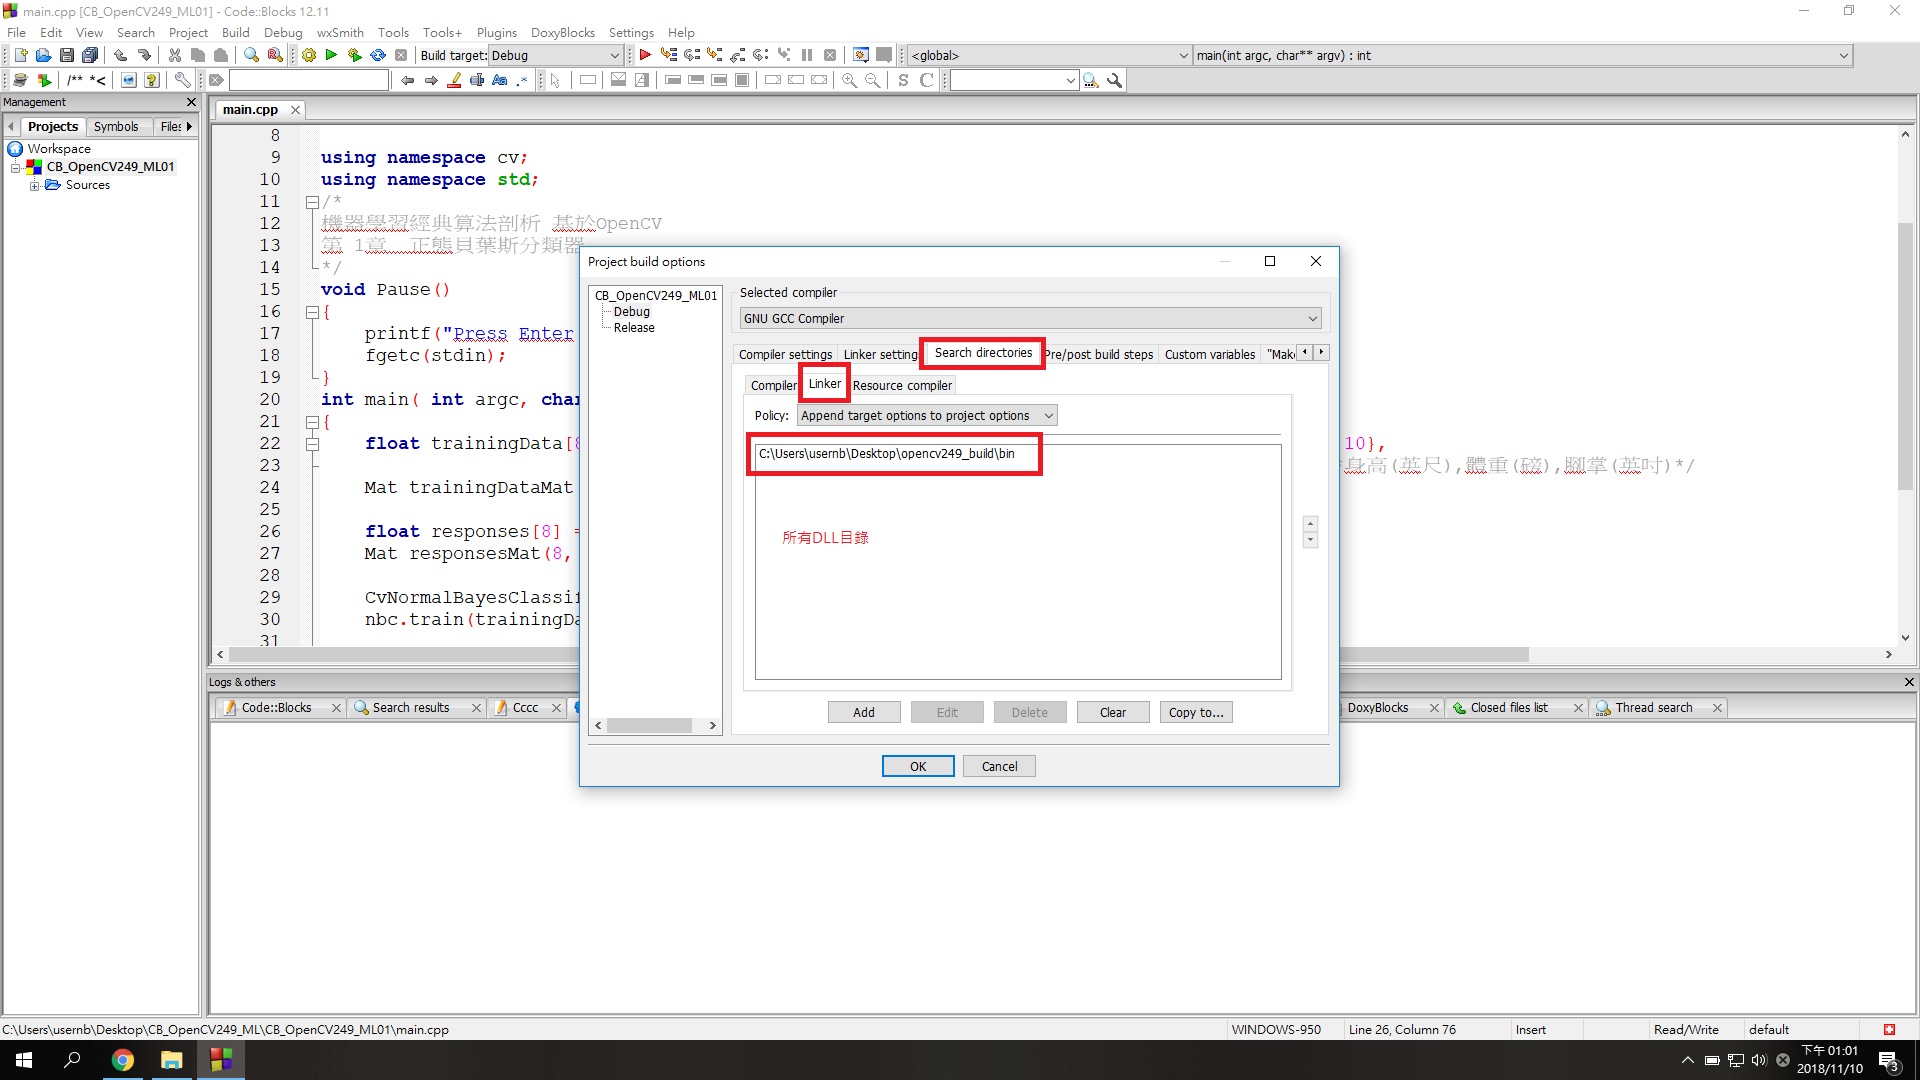 main.cpp [CB_OpenCV249_ML01] - Code::Blocks 12.11
File Edit View Search Project Build Debug wxSmith Tools Tools+ Plugins DoxyBlocks Settings Help
Build target: Debug <global> main(int argc, char** argv) : int
/** *<
S C
Management
Projects Symbols Files
Workspace
CB_OpenCV249_ML01
Sources
main.cpp
8
9 using namespace cv;
10 using namespace std;
11 /*
12 機器學習經典算法剖析 基於OpenCV
13 第 1章 正態貝葉斯分類器
14 */
15 void Pause()
16 {
17 printf("Press Enter
18 fgetc(stdin);
19 }
20 int main( int argc, char
21 {
22 float trainingData[8 10},
23 身高(英尺),體重(磅),腳掌(英吋)*/
24 Mat trainingDataMat
25
26 float responses[8] =
27 Mat responsesMat(8,
28
29 CvNormalBayesClassif
30 nbc.train(trainingDa
31
Project build options
CB_OpenCV249_ML01
Debug
Release
Selected compiler
GNU GCC Compiler
Compiler settings Linker setting Search directories Pre/post build steps Custom variables "Make
Compiler Linker Resource compiler
Policy: Append target options to project options
C:\Users\usernb\Desktop\opencv249_build\bin
所有DLL目錄
Add Edit Delete Clear Copy to...
OK Cancel
Logs & others
Code::Blocks Search results Cccc DoxyBlocks Closed files list Thread search
C:\Users\usernb\Desktop\CB_OpenCV249_ML\CB_OpenCV249_ML01\main.cpp WINDOWS-950 Line 26, Column 76 Insert Read/Write default
下午 01:01
2018/11/10
3